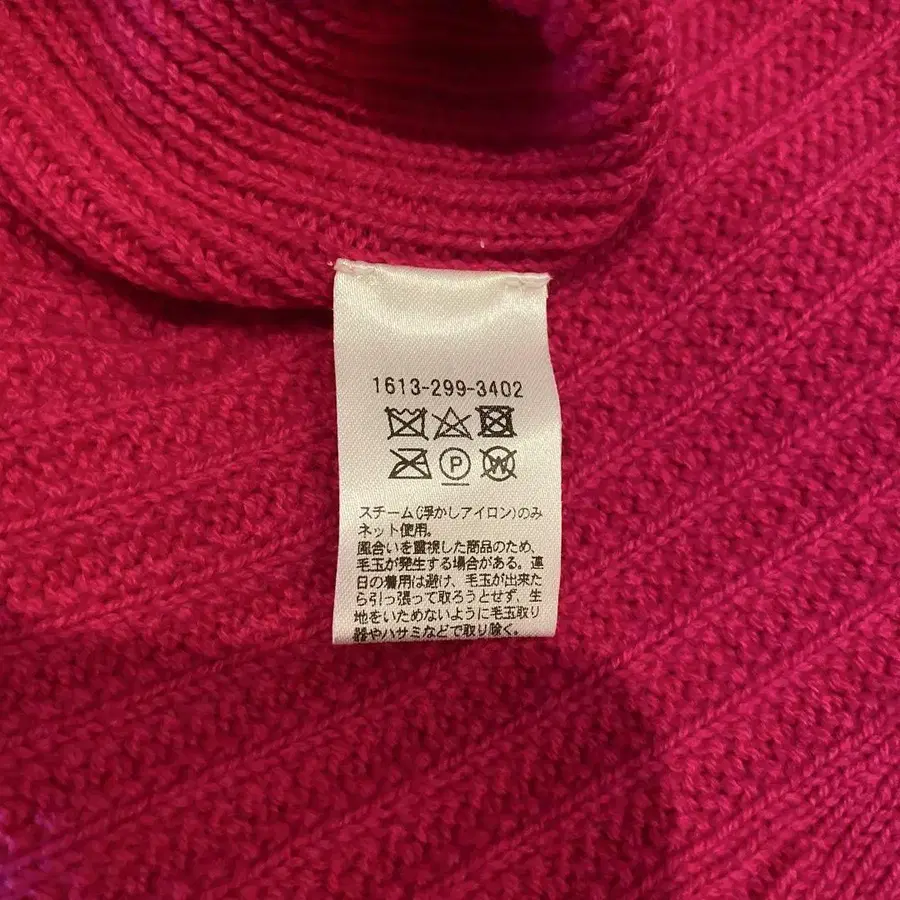 1613-299-3402
P W
スチーム(浮かしアイロン)のみ
ネット使用。
風合いを重視した商品のため、
毛玉が発生する場合がある。連
日の着用は避け、毛玉が出来た
ら引っ張って取ろうとせず、生
地をいためないように毛玉取り
器やハサミなどで取り除く。